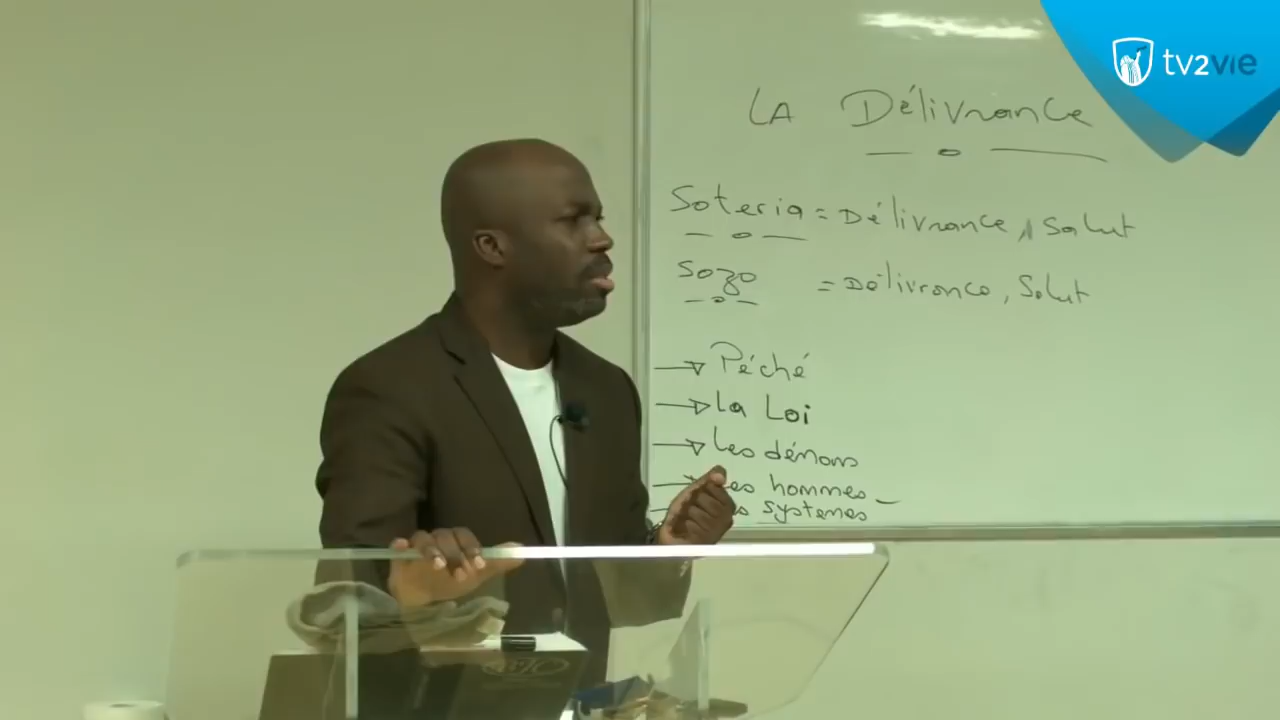 tv2vie
LA Délivrance
Soteria = Délivrance, Salut
Sozo = Délivrance, Salut
Péché
La Loi
Les démons
hommes
systemes